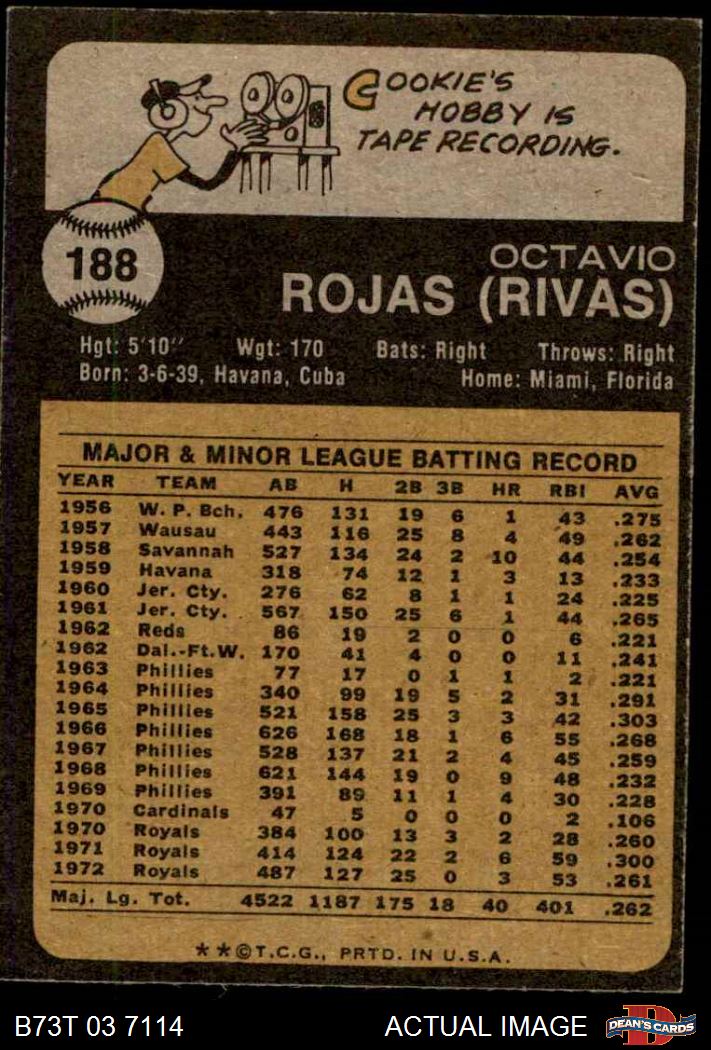 COOKIE'S
HOBBY IS
TAPE RECORDING.
188
OCTAVIO
ROJAS (RIVAS)
Hgt: 5'10" Wgt: 170 Bats: Right Throws: Right
Born: 3-6-39, Havana, Cuba Home: Miami, Florida
MAJOR & MINOR LEAGUE BATTING RECORD
YEAR TEAM AB H 2B 3B HR RBI AVG
1956 W. P. Bch. 476 131 19 6 1 43 .275
1957 Wausau 443 116 25 8 4 49 .262
1958 Savannah 527 134 24 2 10 44 .254
1959 Havana 318 74 12 1 3 13 .233
1960 Jer. Cty. 276 62 8 1 1 24 .225
1961 Jer. Cty. 567 150 25 6 1 44 .265
1962 Reds 86 19 2 0 0 6 .221
1962 Dal.-Ft.W. 170 41 4 0 0 11 .241
1963 Phillies 77 17 0 1 1 2 .221
1964 Phillies 340 99 19 5 2 31 .291
1965 Phillies 521 158 25 3 3 42 .303
1966 Phillies 626 168 18 1 6 55 .268
1967 Phillies 528 137 21 2 4 45 .259
1968 Phillies 621 144 19 0 9 48 .232
1969 Phillies 391 89 11 1 4 30 .228
1970 Cardinals 47 5 0 0 0 2 .106
1970 Royals 384 100 13 3 2 28 .260
1971 Royals 414 124 22 2 6 59 .300
1972 Royals 487 127 25 0 3 53 .261
Maj. Lg. Tot. 4522 1187 175 18 40 401 .262
**©T.C.G., PRTD. IN U.S.A.
B73T 03 7114 ACTUAL IMAGE D DEAN'S CARDS